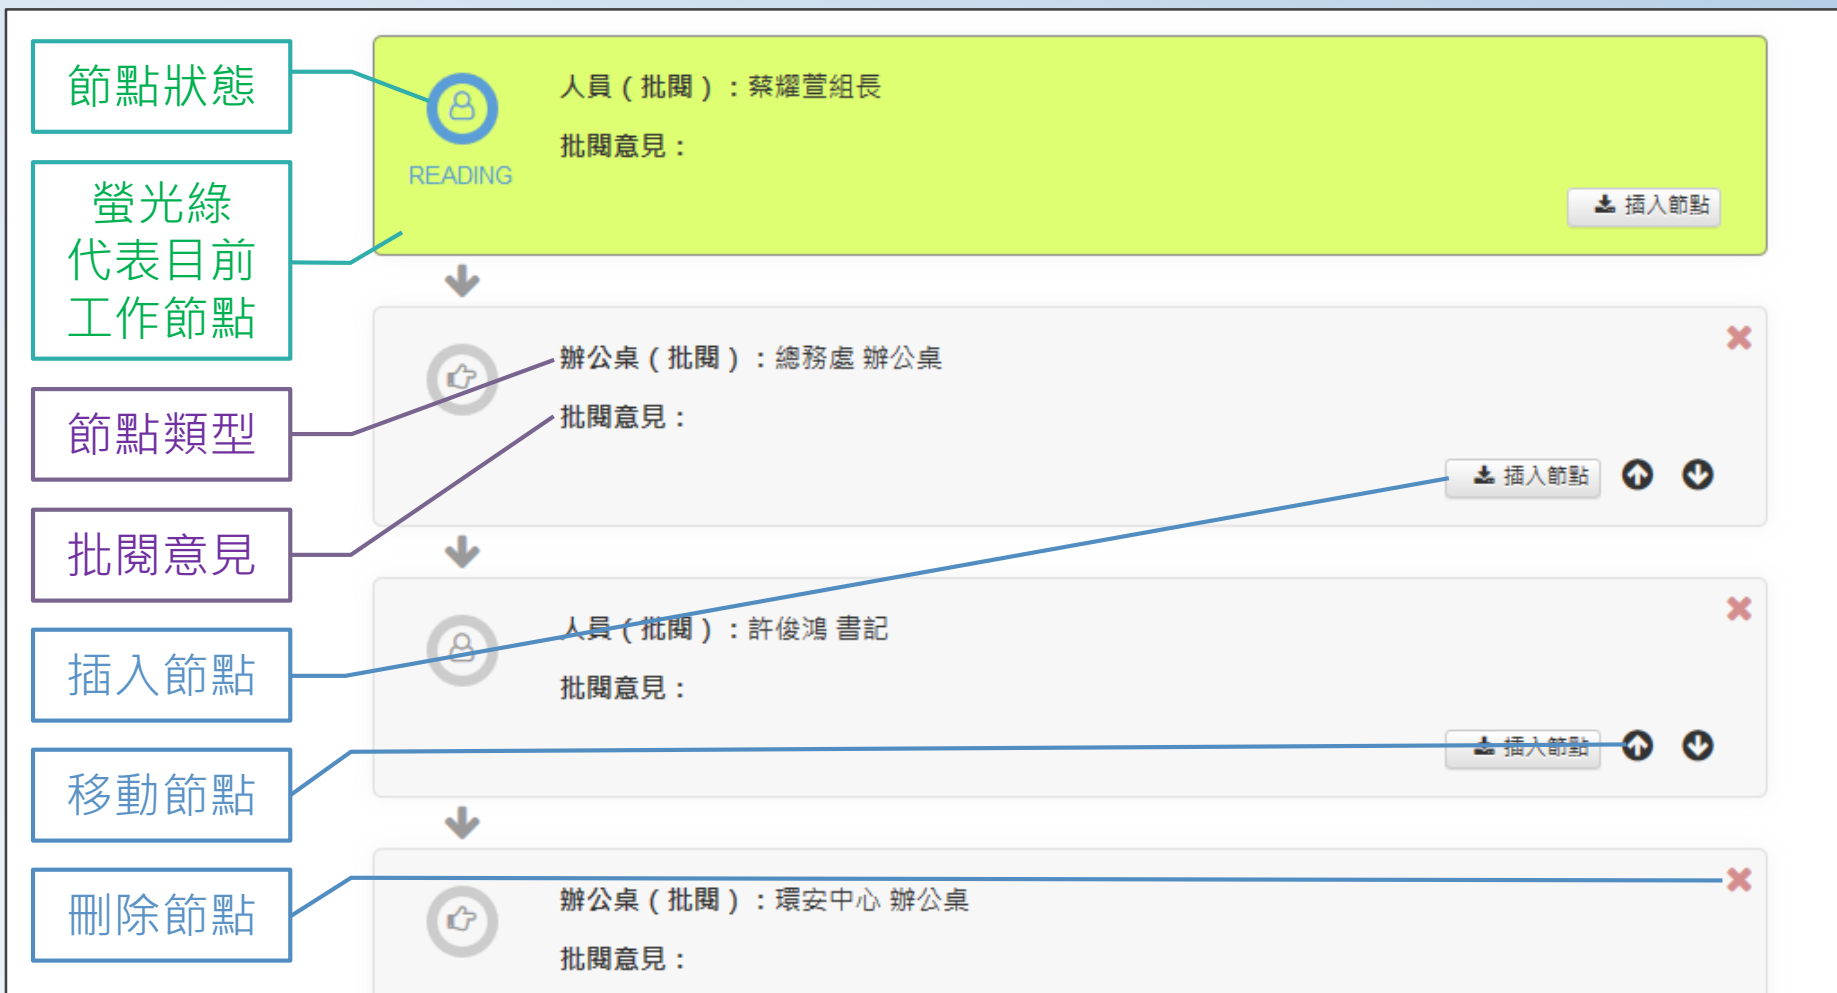 節點狀態
螢光綠
代表目前
工作節點
節點類型
批閱意見
插入節點
移動節點
刪除節點
人員(批閱):蔡耀萱組長
批閱意見:
READING
插入節點
辦公桌(批閱):總務處 辦公桌
批閱意見:
插入節點
人員(批閱):許俊鴻 書記
批閱意見:
插入節點
辦公桌(批閱):環安中心 辦公桌
批閱意見: